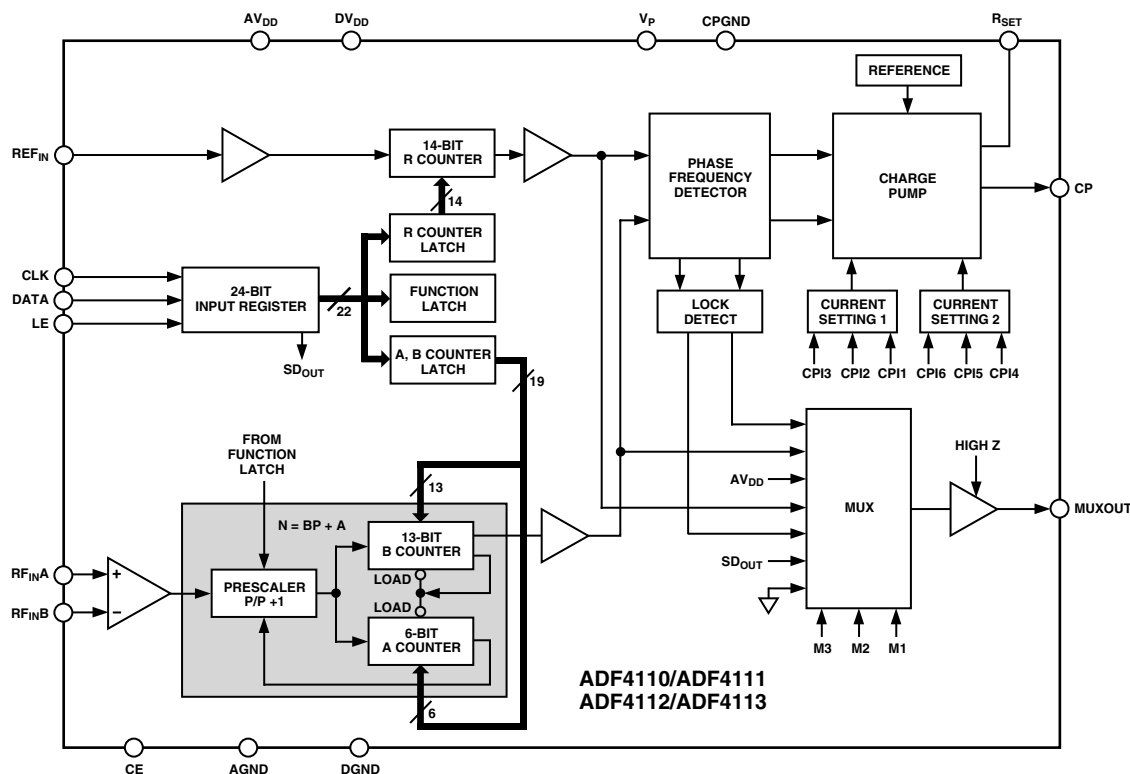 AVDD
DVDD
VP
CPGND
RSET
REFERENCE
REFIN
14-BIT
R COUNTER
PHASE
FREQUENCY
DETECTOR
CHARGE
PUMP
CP
14
R COUNTER
LATCH
CLK
DATA
LE
24-BIT
INPUT REGISTER
22
FUNCTION
LATCH
LOCK
DETECT
CURRENT
SETTING 1
CURRENT
SETTING 2
SDOUT
A, B COUNTER
LATCH
19
CPI3 CPI2 CPI1 CPI6 CPI5 CPI4
FROM
FUNCTION
LATCH
HIGH Z
13
AVDD
MUX
MUXOUT
N = BP + A
13-BIT
B COUNTER
RFINA
+
RFINB
–
PRESCALER
P/P +1
LOAD
LOAD
SDOUT
6-BIT
A COUNTER
M3 M2 M1
6
ADF4110/ADF4111
ADF4112/ADF4113
CE
AGND
DGND